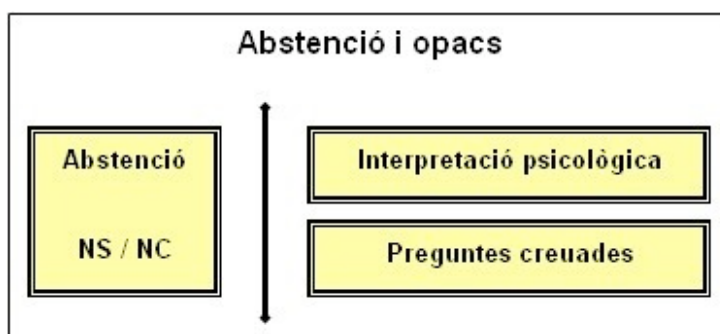 Abstenció i opacs
Abstenció
NS / NC
Interpretació psicològica
Preguntes creuades